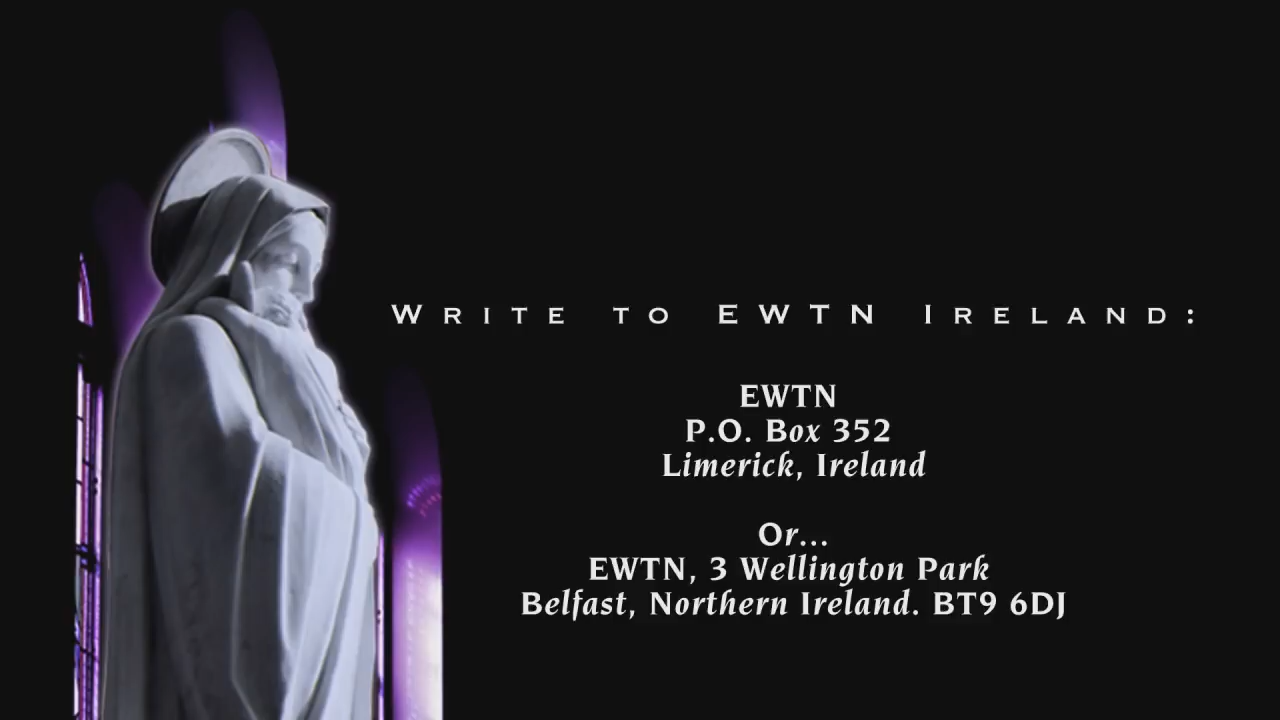 Write to EWTN Ireland:
EWTN
P.O. Box 352
Limerick, Ireland
Or...
EWTN, 3 Wellington Park
Belfast, Northern Ireland. BT9 6DJ